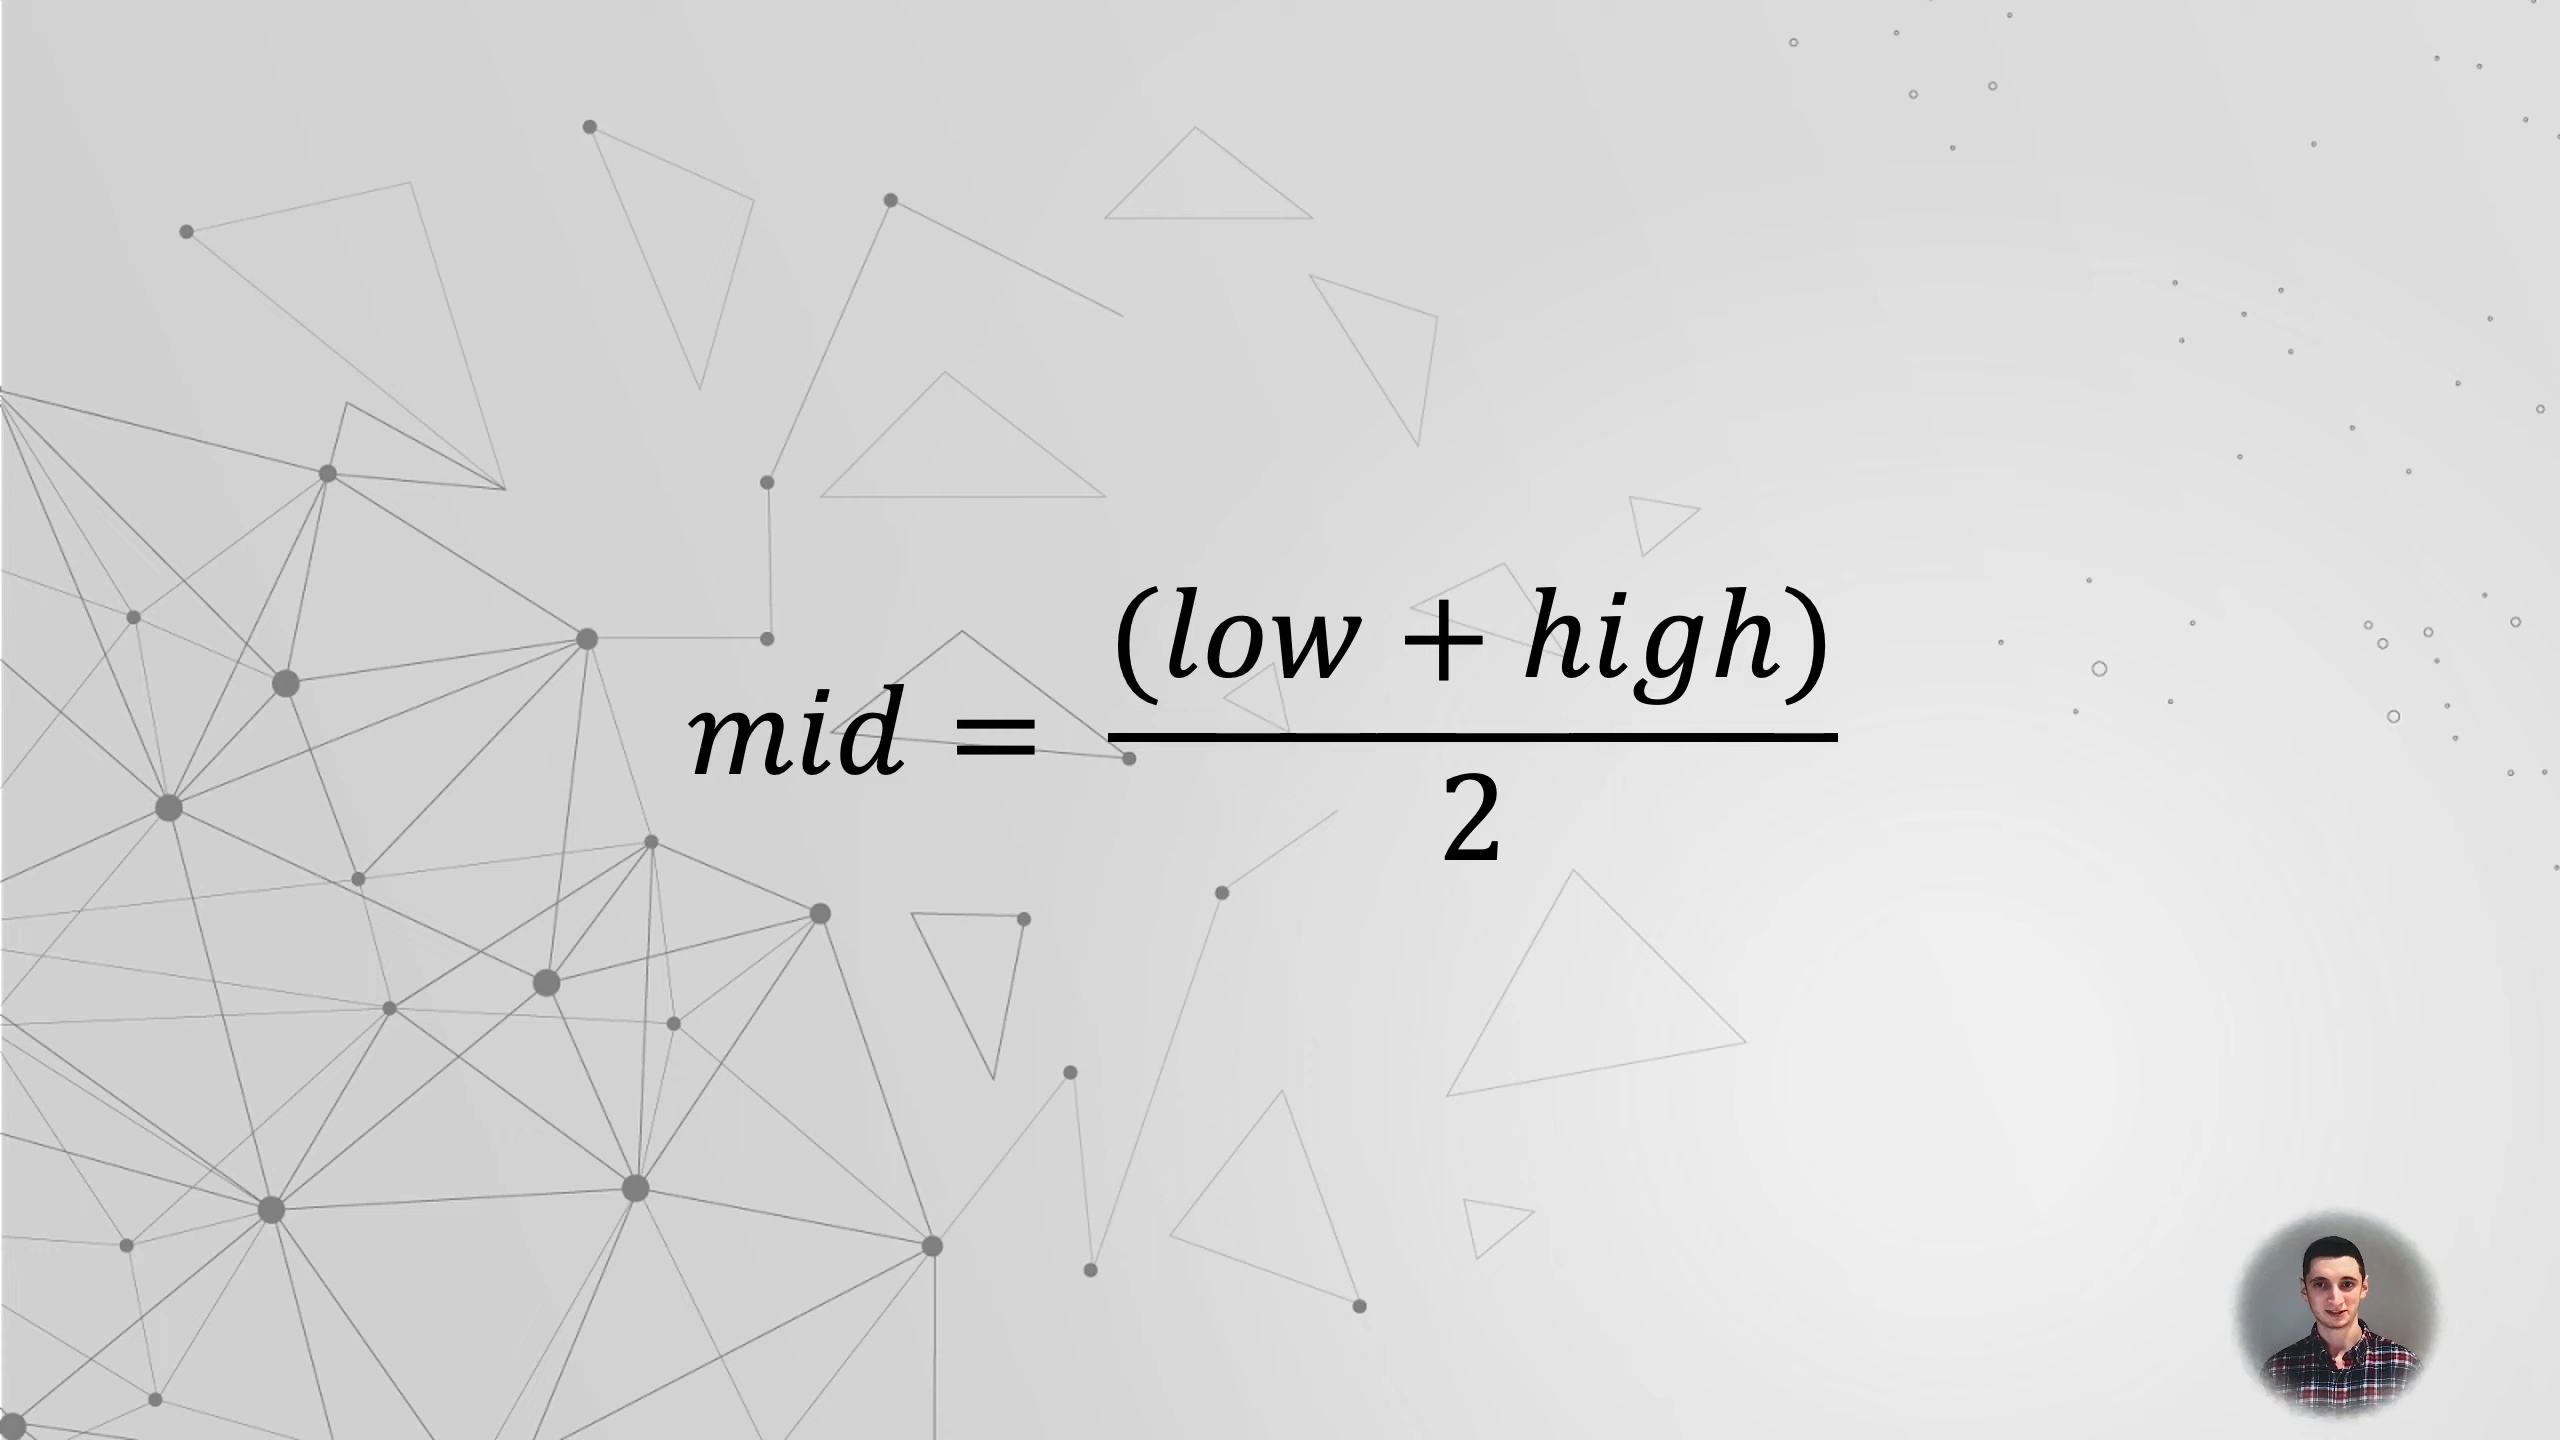 mid = (low + high)
2